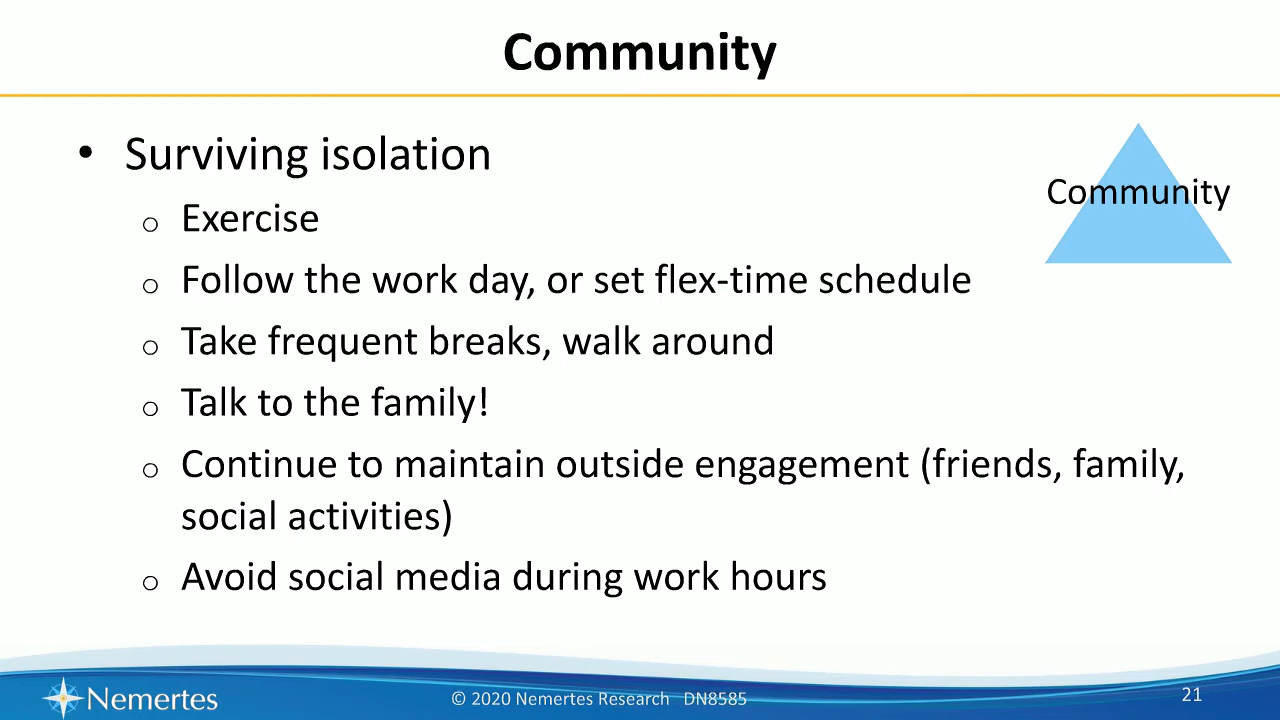 Community
• Surviving isolation
Community
o Exercise
o Follow the work day, or set flex-time schedule
o Take frequent breaks, walk around
o Talk to the family!
o Continue to maintain outside engagement (friends, family,
social activities)
o Avoid social media during work hours
Nemertes
© 2020 Nemertes Research DN8585
21